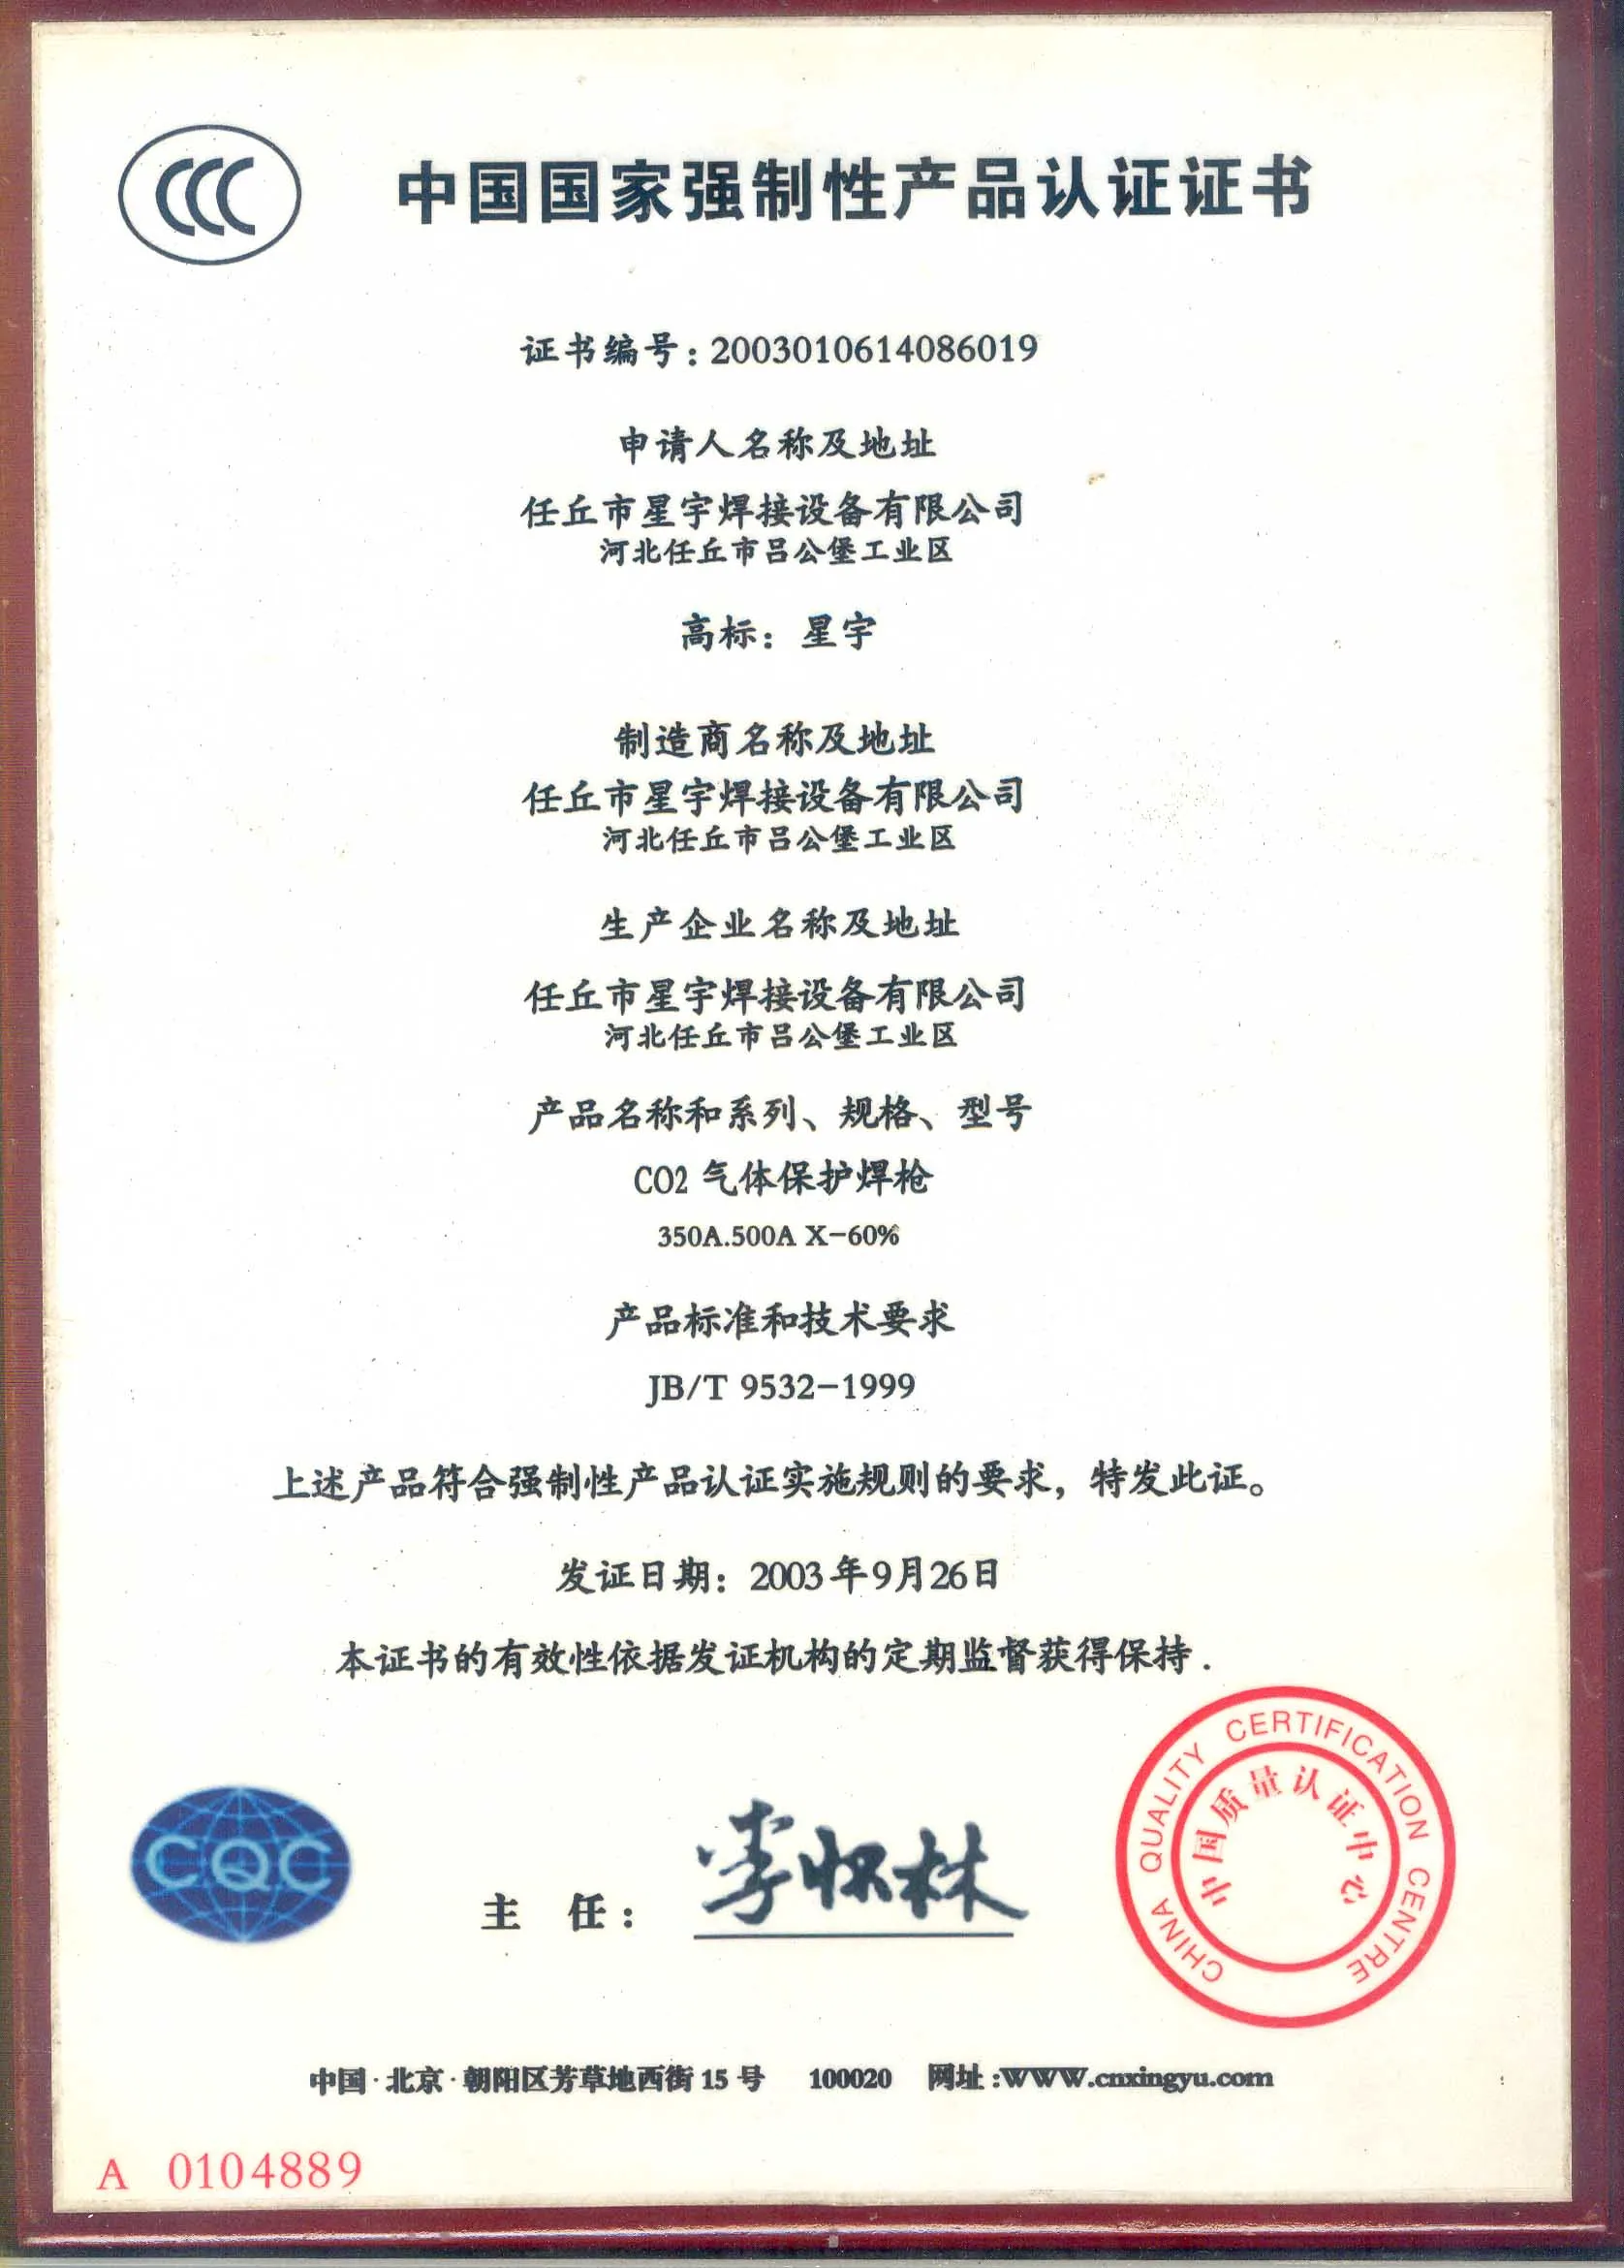 CCC
中国国家强制性产品认证证书
证书编号：2003010614086019
申请人名称及地址
任丘市星宇焊接设备有限公司
河北任丘市吕公堡工业区
高标：星宇
制造商名称及地址
任丘市星宇焊接设备有限公司
河北任丘市吕公堡工业区
生产企业名称及地址
任丘市星宇焊接设备有限公司
河北任丘市吕公堡工业区
产品名称和系列、规格、型号
CO2 气体保护焊枪
350A.500A X-60%
产品标准和技术要求
JB/T 9532-1999
上述产品符合强制性产品认证实施规则的要求，特发此证。
发证日期：2003年9月26日
本证书的有效性依据发证机构的定期监督获得保持.
CQC
主 任：
李怀林
CHINA QUALITY CERTIFICATION CENTRE
中国质量认证中心
中国·北京·朝阳区芳草地西街 15 号 100020 网址:WWW.cnxingyu.com
A 0104889